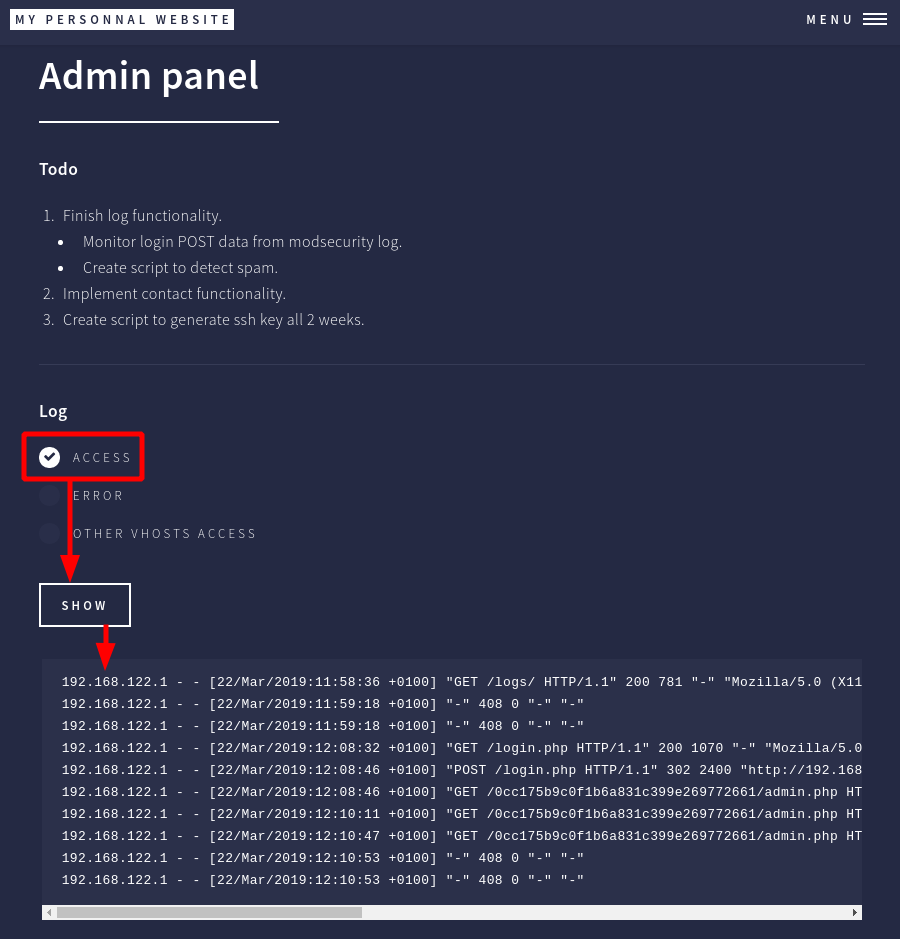 MY PERSONNAL WEBSITE
MENU
Admin panel
Todo
1. Finish log functionality.
• Monitor login POST data from modsecurity log.
• Create script to detect spam.
2. Implement contact functionality.
3. Create script to generate ssh key all 2 weeks.
Log
ACCESS
ERROR
OTHER VHOSTS ACCESS
SHOW
192.168.122.1 - - [22/Mar/2019:11:58:36 +0100] "GET /logs/ HTTP/1.1" 200 781 "-" "Mozilla/5.0 (X11
192.168.122.1 - - [22/Mar/2019:11:59:18 +0100] "-" 408 0 "-" "-"
192.168.122.1 - - [22/Mar/2019:11:59:18 +0100] "-" 408 0 "-" "-"
192.168.122.1 - - [22/Mar/2019:12:08:32 +0100] "GET /login.php HTTP/1.1" 200 1070 "-" "Mozilla/5.0
192.168.122.1 - - [22/Mar/2019:12:08:46 +0100] "POST /login.php HTTP/1.1" 302 2400 "http://192.168
192.168.122.1 - - [22/Mar/2019:12:08:46 +0100] "GET /0cc175b9c0f1b6a831c399e269772661/admin.php HT
192.168.122.1 - - [22/Mar/2019:12:10:11 +0100] "GET /0cc175b9c0f1b6a831c399e269772661/admin.php HT
192.168.122.1 - - [22/Mar/2019:12:10:47 +0100] "GET /0cc175b9c0f1b6a831c399e269772661/admin.php HT
192.168.122.1 - - [22/Mar/2019:12:10:53 +0100] "-" 408 0 "-" "-"
192.168.122.1 - - [22/Mar/2019:12:10:53 +0100] "-" 408 0 "-" "-"